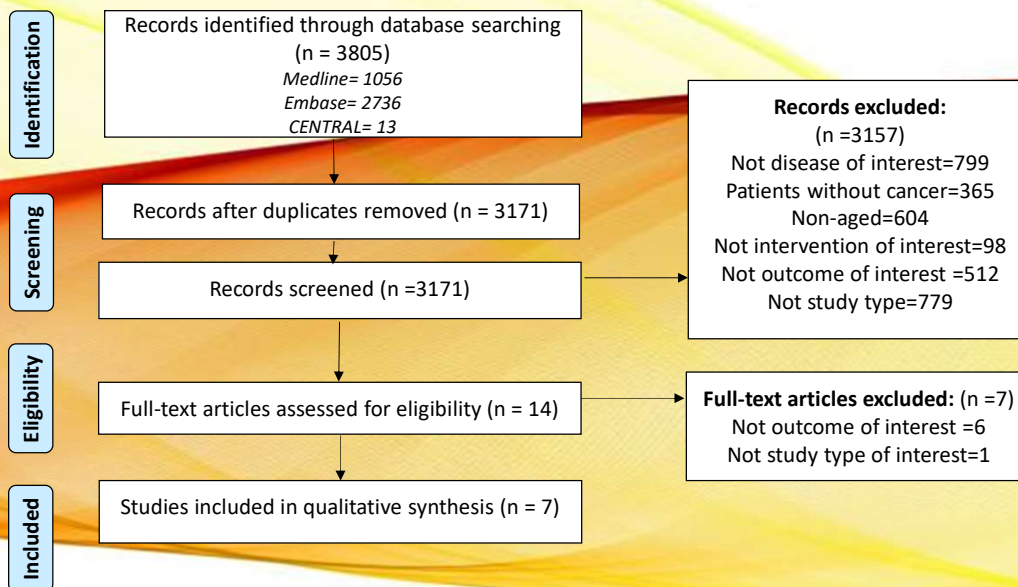 Identification
Records identified through database searching
(n = 3805)
Medline= 1056
Embase= 2736
CENTRAL= 13
Screening
Records after duplicates removed (n = 3171)
Records screened (n =3171)
Records excluded:
(n =3157)
Not disease of interest=799
Patients without cancer=365
Non-aged=604
Not intervention of interest=98
Not outcome of interest =512
Not study type=779
Eligibility
Full-text articles assessed for eligibility (n = 14)
Full-text articles excluded: (n =7)
Not outcome of interest =6
Not study type of interest=1
Included
Studies included in qualitative synthesis (n = 7)